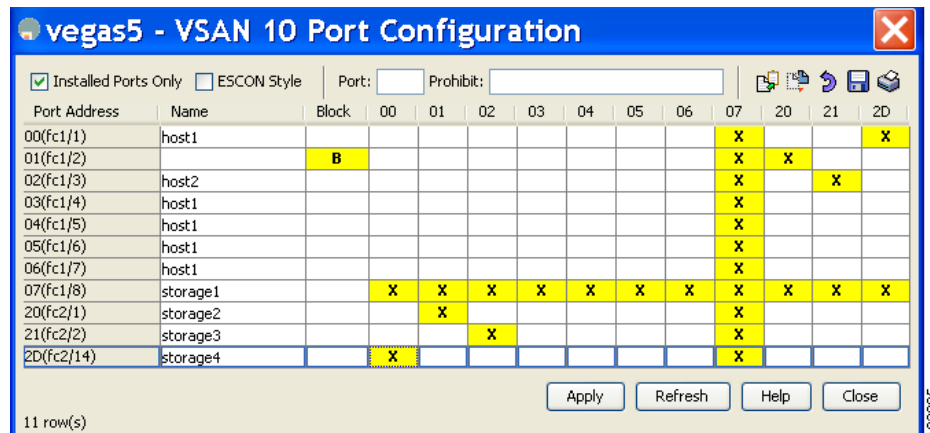 vegas5 - VSAN 10 Port Configuration
Installed Ports Only ESCON Style Port: Prohibit:
Port Address Name Block 00 01 02 03 04 05 06 07 20 21 2D
00(fc1/1) host1 X X
01(fc1/2) B X X
02(fc1/3) host2 X X
03(fc1/4) host1 X
04(fc1/5) host1 X
05(fc1/6) host1 X
06(fc1/7) host1 X
07(fc1/8) storage1 X X X X X X X X X X X
20(fc2/1) storage2 X X
21(fc2/2) storage3 X X
2D(fc2/14) storage4 X X
Apply Refresh Help Close
11 row(s)